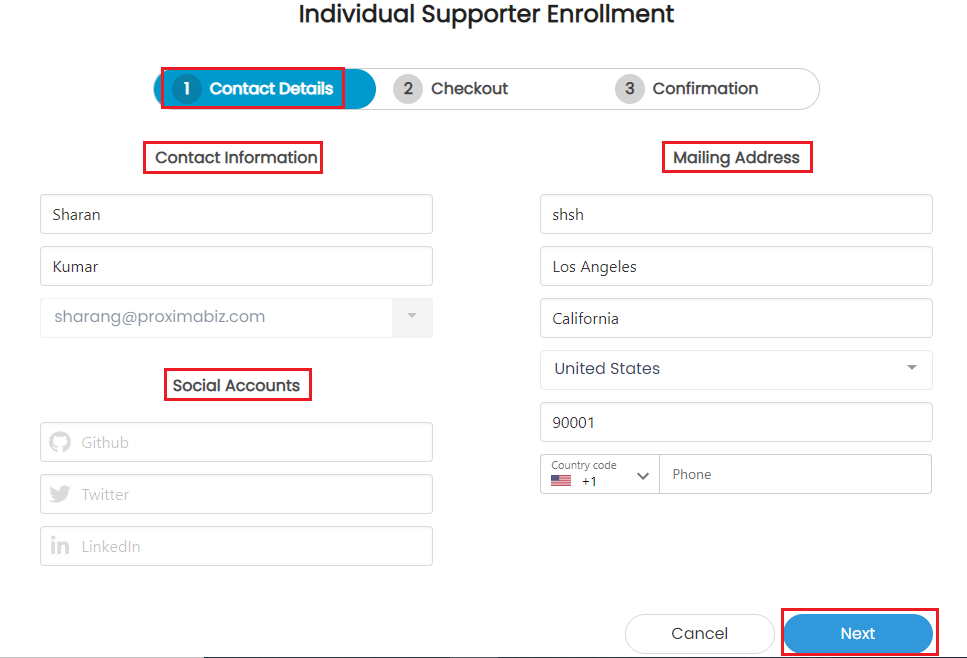 Individual Supporter Enrollment
1 Contact Details
2 Checkout
3 Confirmation
Contact Information
Sharan
Kumar
sharang@proximabiz.com
Social Accounts
Github
Twitter
LinkedIn
Mailing Address
shsh
Los Angeles
California
United States
90001
Country code
+1
Phone
Cancel
Next